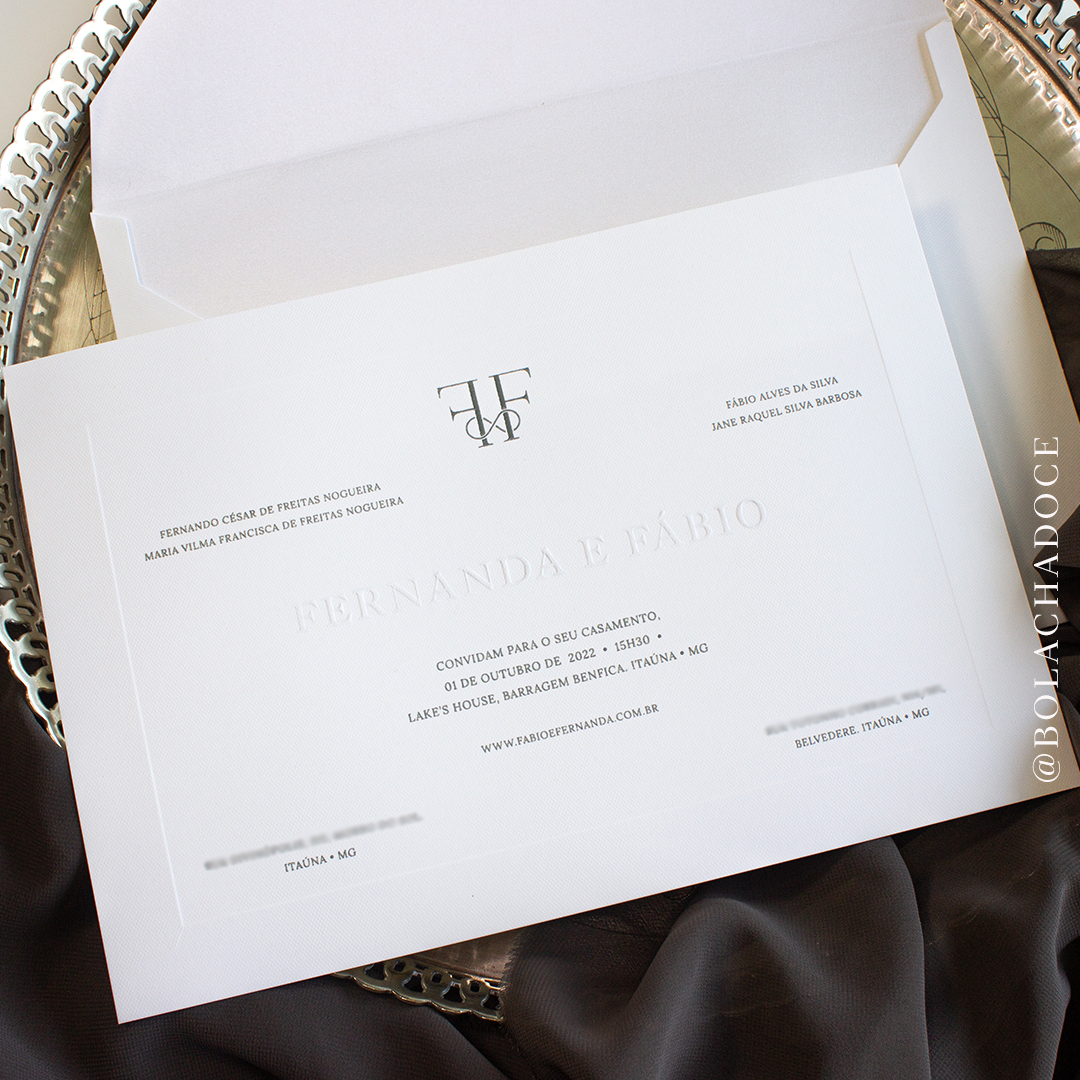 F&F
FERNANDO CÉSAR DE FREITAS NOGUEIRA
MARIA VILMA FRANCISCA DE FREITAS NOGUEIRA
FÁBIO ALVES DA SILVA
JANE RAQUEL SILVA BARBOSA
FERNANDA E FÁBIO
CONVIDAM PARA O SEU CASAMENTO,
01 DE OUTUBRO DE 2022 • 15H30 •
LAKE'S HOUSE, BARRAGEM BENFICA. ITAÚNA • MG
WWW.FABIOEFERNANDA.COM.BR
ITAÚNA • MG
BELVEDERE. ITAÚNA • MG
@BOLACHADOCE